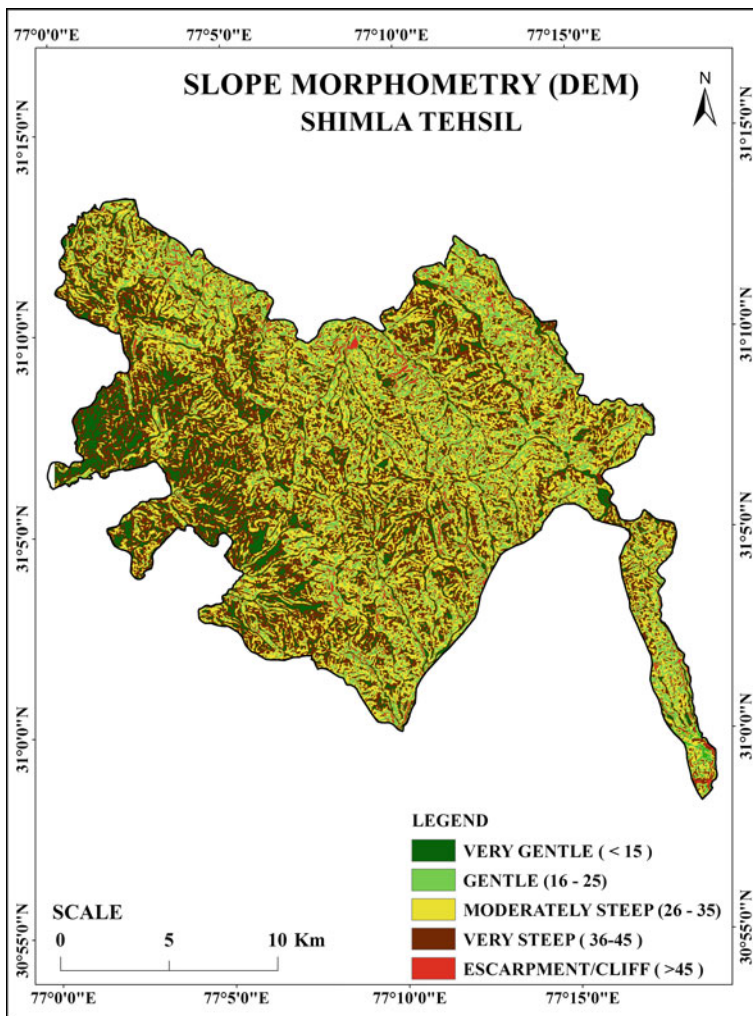 77°0'0"E 77°5'0"E 77°10'0"E 77°15'0"E
SLOPE MORPHOMETRY (DEM)
SHIMLA TEHSIL
N
31°15'0"N 31°15'0"N
31°10'0"N 31°10'0"N
31°5'0"N 31°5'0"N
31°0'0"N 31°0'0"N
30°55'0"N 30°55'0"N
LEGEND
VERY GENTLE ( < 15 )
GENTLE (16 - 25)
MODERATELY STEEP (26 - 35)
VERY STEEP ( 36-45)
ESCARPMENT/CLIFF ( >45 )
SCALE
0 5 10 Km
77°0'0"E 77°5'0"E 77°10'0"E 77°15'0"E